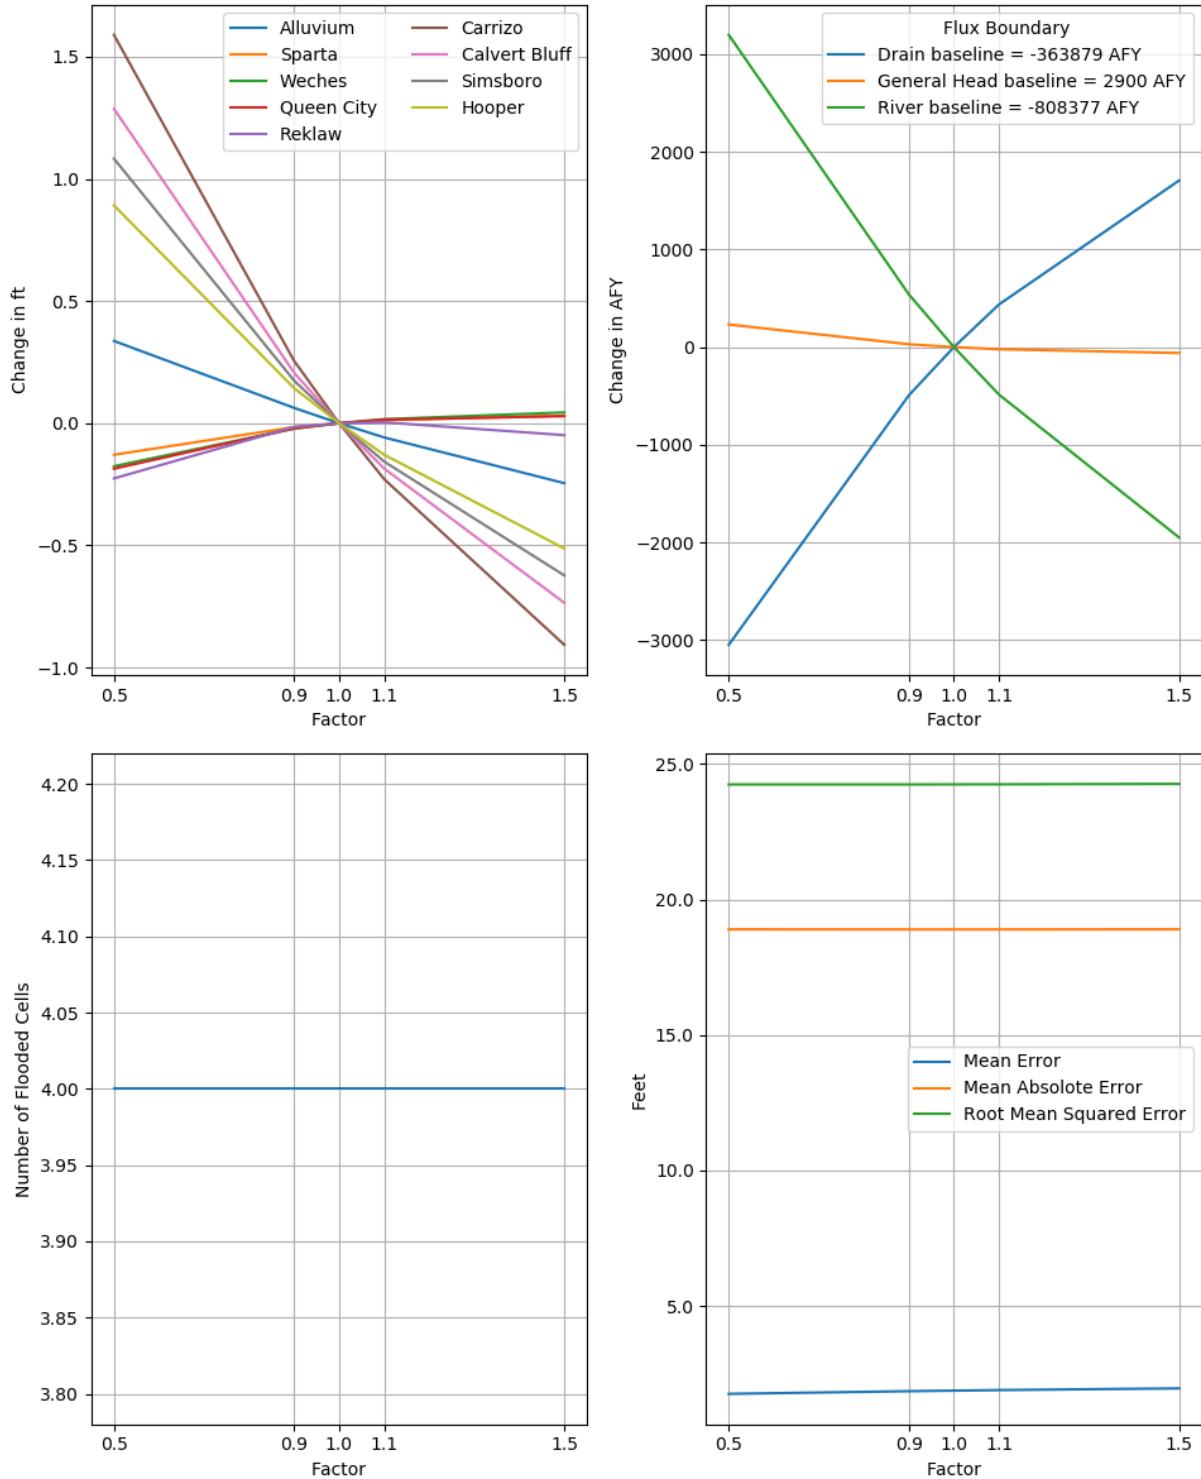 Alluvium
Sparta
Weches
Queen City
Reklaw
Carrizo
Calvert Bluff
Simsboro
Hooper
Change in ft
1.5
1.0
0.5
0.0
−0.5
−1.0
0.5 0.9 1.0 1.1 1.5
Factor
Flux Boundary
Drain baseline = -363879 AFY
General Head baseline = 2900 AFY
River baseline = -808377 AFY
Change in AFY
3000
2000
1000
0
−1000
−2000
−3000
0.5 0.9 1.0 1.1 1.5
Factor
Number of Flooded Cells
4.20
4.15
4.10
4.05
4.00
3.95
3.90
3.85
3.80
0.5 0.9 1.0 1.1 1.5
Factor
Feet
25.0
20.0
15.0
10.0
5.0
Mean Error
Mean Absolote Error
Root Mean Squared Error
0.5 0.9 1.0 1.1 1.5
Factor